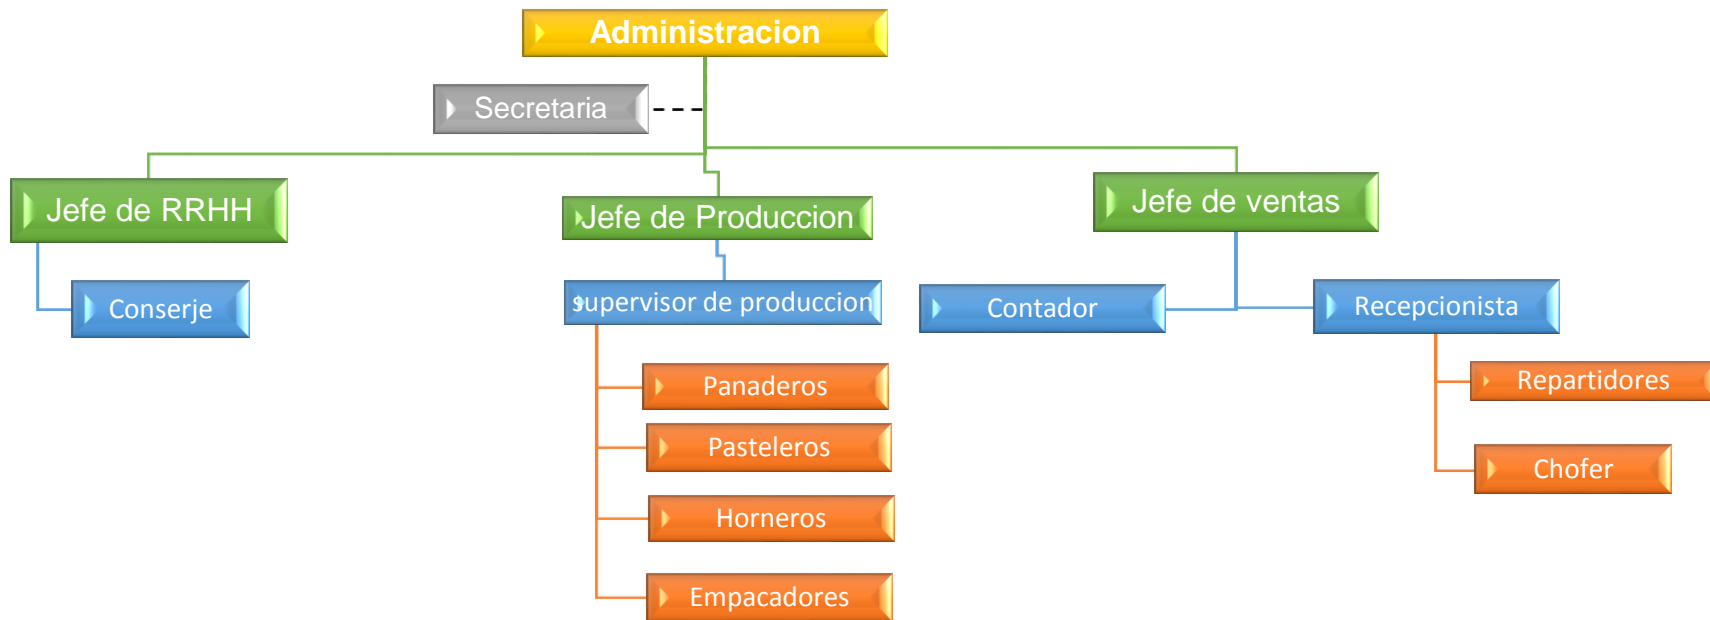 Administracion
Secretaria
Jefe de RRHH
Jefe de Produccion
Jefe de ventas
Conserje
supervisor de produccion
Contador
Recepcionista
Panaderos
Pasteleros
Horneros
Empacadores
Repartidores
Chofer